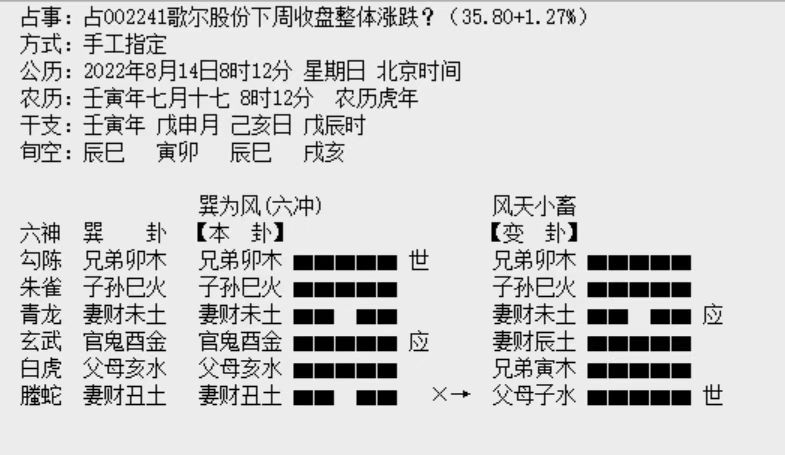 占事：占002241歌尔股份下周收盘整体涨跌？（35.80+1.27%）
方式：手工指定
公历：2022年8月14日8时12分 星期日 北京时间
农历：壬寅年七月十七 8时12分 农历虎年
干支：壬寅年 戊申月 己亥日 戊辰时
旬空：辰巳 寅卯 辰巳 戌亥
巽为风(六冲) 风天小畜
六神 巽 卦 【本 卦】 【变 卦】
勾陈 兄弟卯木 兄弟卯木 世 兄弟卯木
朱雀 子孙巳火 子孙巳火 子孙巳火
青龙 妻财未土 妻财未土 妻财未土 应
玄武 官鬼酉金 官鬼酉金 应 妻财辰土
白虎 父母亥水 父母亥水 兄弟寅木
螣蛇 妻财丑土 妻财丑土 ×→ 父母子水 世